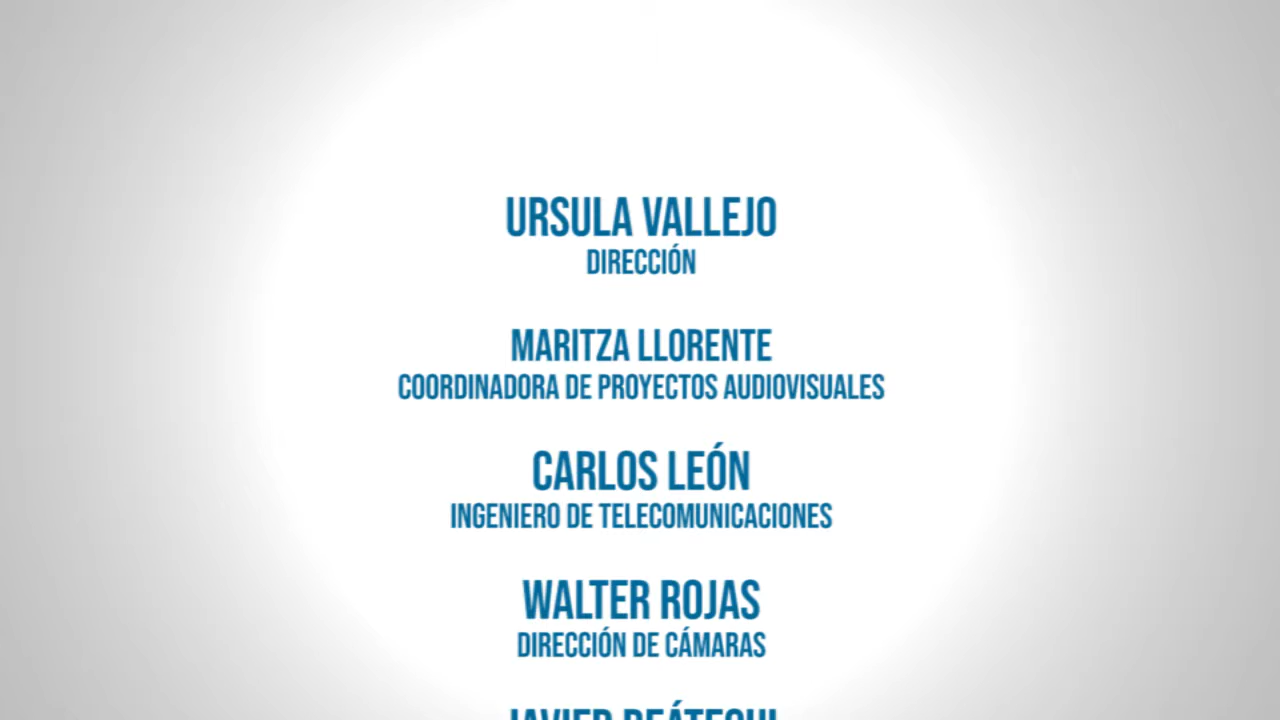 URSULA VALLEJO
DIRECCIÓN
MARITZA LLORENTE
COORDINADORA DE PROYECTOS AUDIOVISUALES
CARLOS LEÓN
INGENIERO DE TELECOMUNICACIONES
WALTER ROJAS
DIRECCIÓN DE CÁMARAS
JAVIER